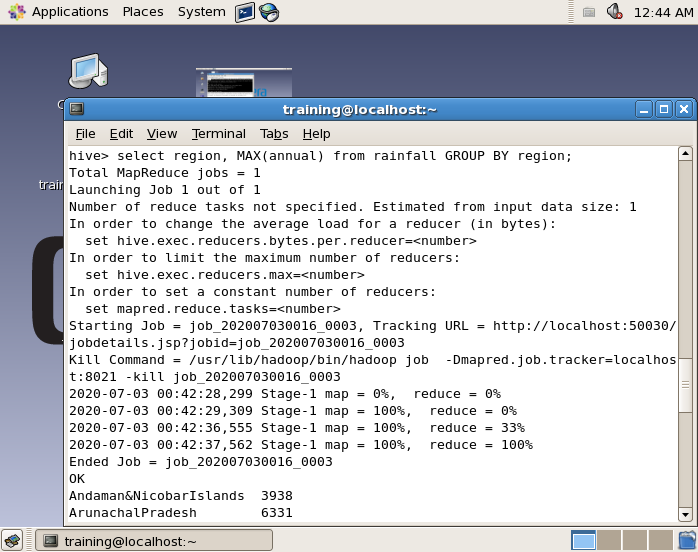 Applications Places System 12:44 AM
training@localhost:~
File Edit View Terminal Tabs Help
hive> select region, MAX(annual) from rainfall GROUP BY region;
Total MapReduce jobs = 1
Launching Job 1 out of 1
Number of reduce tasks not specified. Estimated from input data size: 1
In order to change the average load for a reducer (in bytes):
  set hive.exec.reducers.bytes.per.reducer=<number>
In order to limit the maximum number of reducers:
  set hive.exec.reducers.max=<number>
In order to set a constant number of reducers:
  set mapred.reduce.tasks=<number>
Starting Job = job_202007030016_0003, Tracking URL = http://localhost:50030/
jobdetails.jsp?jobid=job_202007030016_0003
Kill Command = /usr/lib/hadoop/bin/hadoop job  -Dmapred.job.tracker=localhos
t:8021 -kill job_202007030016_0003
2020-07-03 00:42:28,299 Stage-1 map = 0%,  reduce = 0%
2020-07-03 00:42:29,309 Stage-1 map = 100%,  reduce = 0%
2020-07-03 00:42:36,555 Stage-1 map = 100%,  reduce = 33%
2020-07-03 00:42:37,562 Stage-1 map = 100%,  reduce = 100%
Ended Job = job_202007030016_0003
OK
Andaman&NicobarIslands  3938
ArunachalPradesh        6331
training@localhost:~